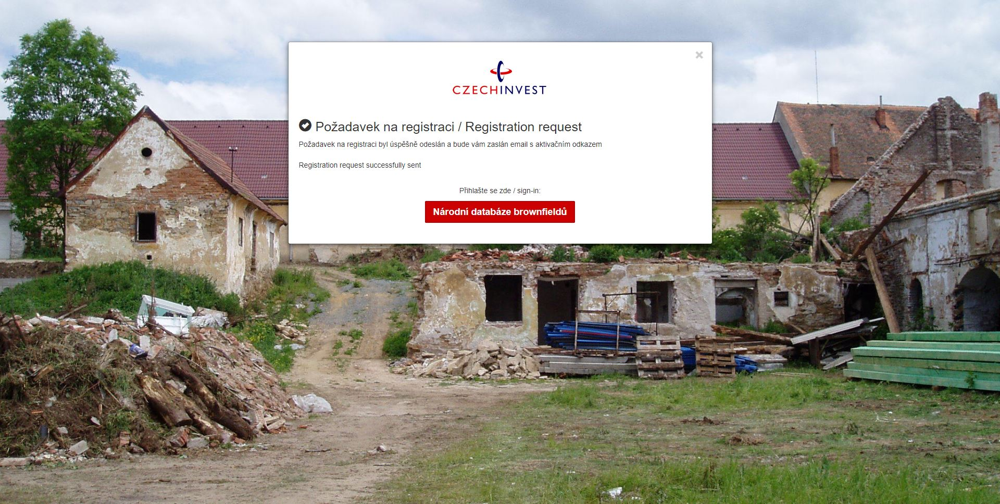 CZECHINVEST
Požadavek na registraci / Registration request
Požadavek na registraci byl úspěšně odeslán a bude vám zaslán email s aktivačním odkazem
Registration request successfully sent
Přihlašte se zde / sign-in:
Národní databáze brownfieldů